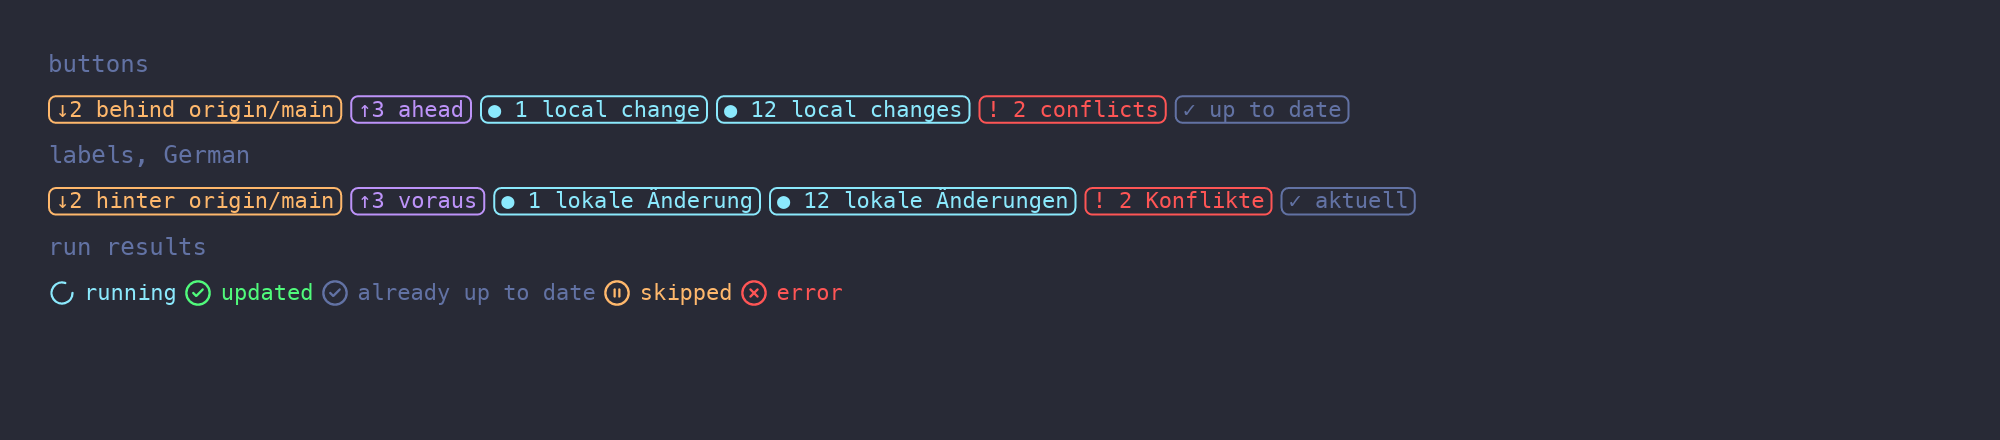 buttons
↓2 behind origin/main ↑3 ahead ● 1 local change ● 12 local changes ! 2 conflicts ✓ up to date
labels, German
↓2 hinter origin/main ↑3 voraus ● 1 lokale Änderung ● 12 lokale Änderungen ! 2 Konflikte ✓ aktuell
run results
running updated already up to date skipped error